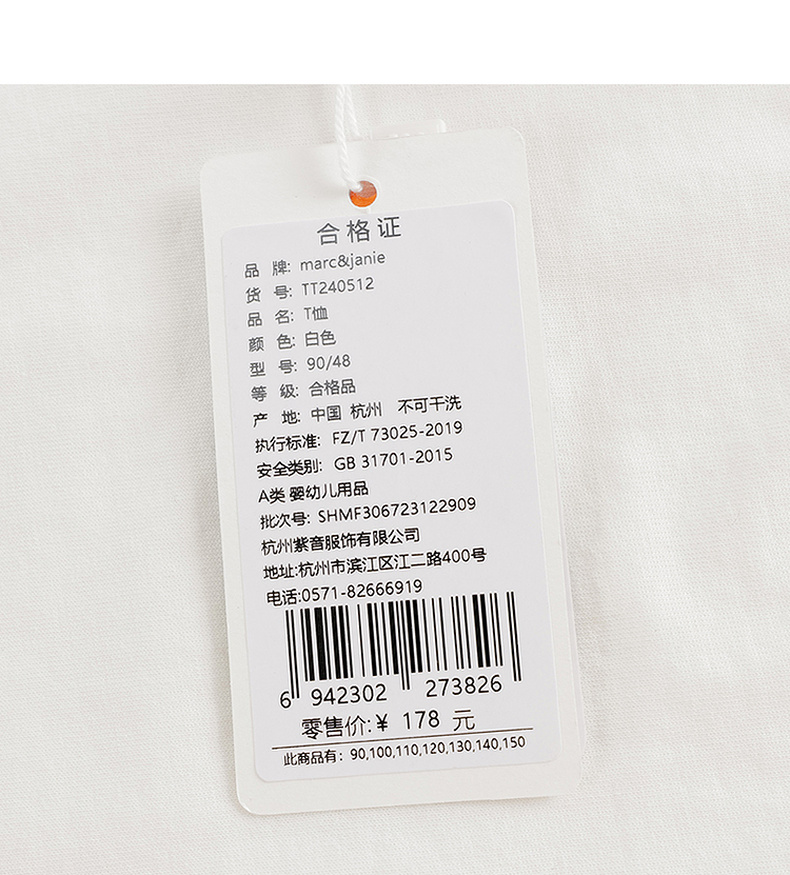 合格证
品 牌: marc&janie
货 号: TT240512
品 名: T恤
颜 色: 白色
型 号: 90/48
等 级: 合格品
产 地: 中国 杭州 不可干洗
执行标准: FZ/T 73025-2019
安全类别: GB 31701-2015
A类 婴幼儿用品
批次号: SHMF306723122909
杭州紫音服饰有限公司
地址:杭州市滨江区江二路400号
电话:0571-82666919
6 942302 273826
零售价:¥ 178 元
此商品有: 90,100,110,120,130,140,150